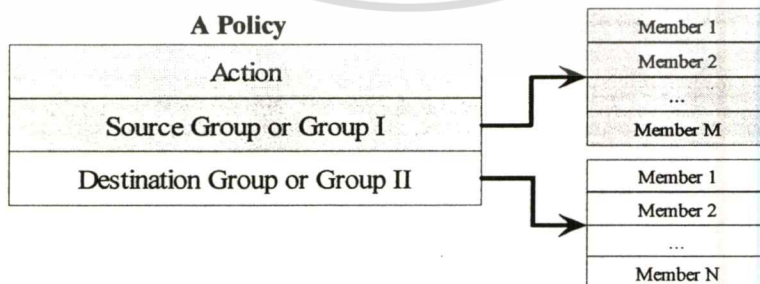 A Policy
Action
Source Group or Group I
Destination Group or Group II
Member 1
Member 2
...
Member M
Member 1
Member 2
...
Member N